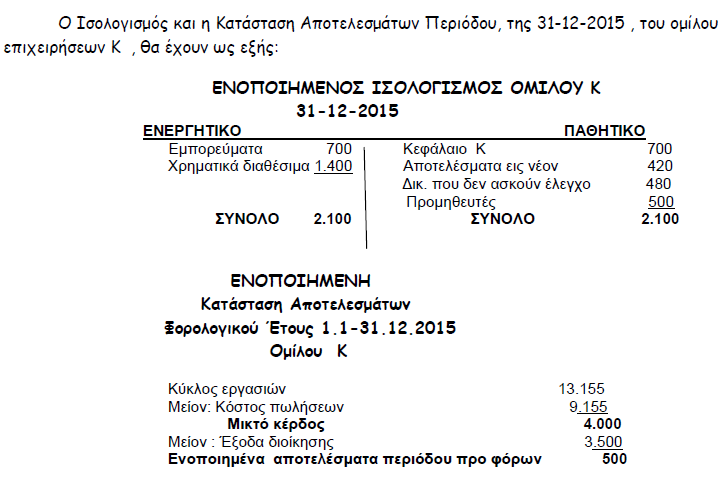 Ο Ισολογισμός και η Κατάσταση Αποτελεσμάτων Περιόδου, της 31-12-2015 , του ομίλου
επιχειρήσεων Κ , θα έχουν ως εξής:
ΕΝΟΠΟΙΗΜΕΝΟΣ ΙΣΟΛΟΓΙΣΜΟΣ ΟΜΙΛΟΥ Κ
31-12-2015
ΕΝΕΡΓΗΤΙΚΟ ΠΑΘΗΤΙΚΟ
Εμπορεύματα 700 Κεφάλαιο Κ 700
Χρηματικά διαθέσιμα 1.400 Αποτελέσματα εις νέον 420
Δικ. που δεν ασκούν έλεγχο 480
Προμηθευτές 500
ΣΥΝΟΛΟ 2.100 ΣΥΝΟΛΟ 2.100
ΕΝΟΠΟΙΗΜΕΝΗ
Κατάσταση Αποτελεσμάτων
Φορολογικού Έτους 1.1-31.12.2015
Ομίλου Κ
Κύκλος εργασιών 13.155
Μείον: Κόστος πωλήσεων 9.155
Μικτό κέρδος 4.000
Μείον : Έξοδα διοίκησης 3.500
Ενοποιημένα αποτελέσματα περιόδου προ φόρων 500